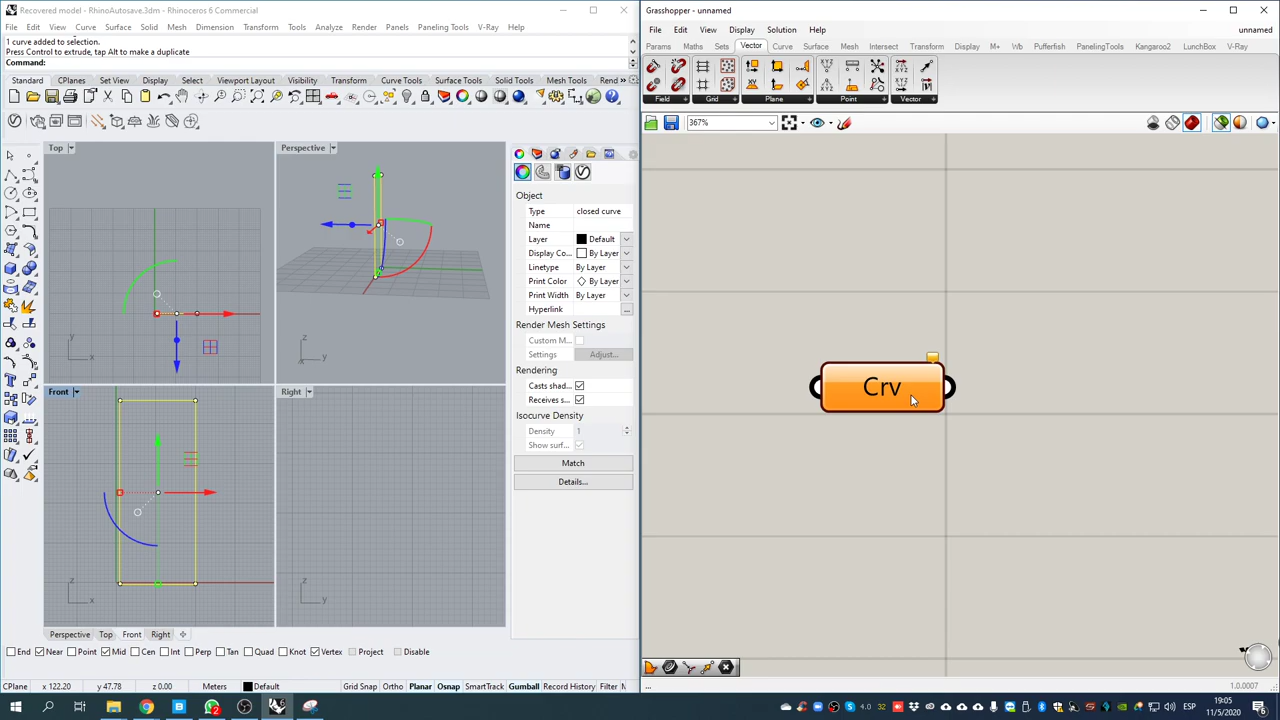 Recovered model - RhinoAutosave.3dm - Rhinoceros 6 Commercial
File Edit View Curve Surface Solid Mesh Dimension Transform Tools Analyze Render Panels Paneling Tools V-Ray Help
1 curve added to selection.
Press Control to extrude, tap Alt to make a duplicate
Command:
Standard CPlanes Set View Display Select Viewport Layout Visibility Transform Curve Tools Surface Tools Solid Tools Mesh Tools Rend »
Top
Perspective
y
x
z
y
Front
Right
z
x
z
y
Object
Type closed curve
Name
Layer Default
Display Co... By Layer
Linetype By Layer
Print Color By Layer
Print Width By Layer
Hyperlink ...
Render Mesh Settings
Custom M...
Settings Adjust...
Rendering
Casts shad...
Receives s...
Isocurve Density
Density 1
Show surf...
Match
Details...
Perspective Top Front Right
End Near Point Mid Cen Int Perp Tan Quad Knot Vertex Project Disable
CPlane x 122.20 y 47.78 z 0.00 Meters Default Grid Snap Ortho Planar Osnap SmartTrack Gumball Record History Filter
Grasshopper - unnamed
File Edit View Display Solution Help unnamed
Params Maths Sets Vector Curve Surface Mesh Intersect Transform Display M+ Wb Pufferfish PanelingTools Kangaroo2 LunchBox V-Ray
Field Grid Plane Point Vector
367%
Crv
...
1.0.0007
4.0 32
ESP
19:05
11/5/2020